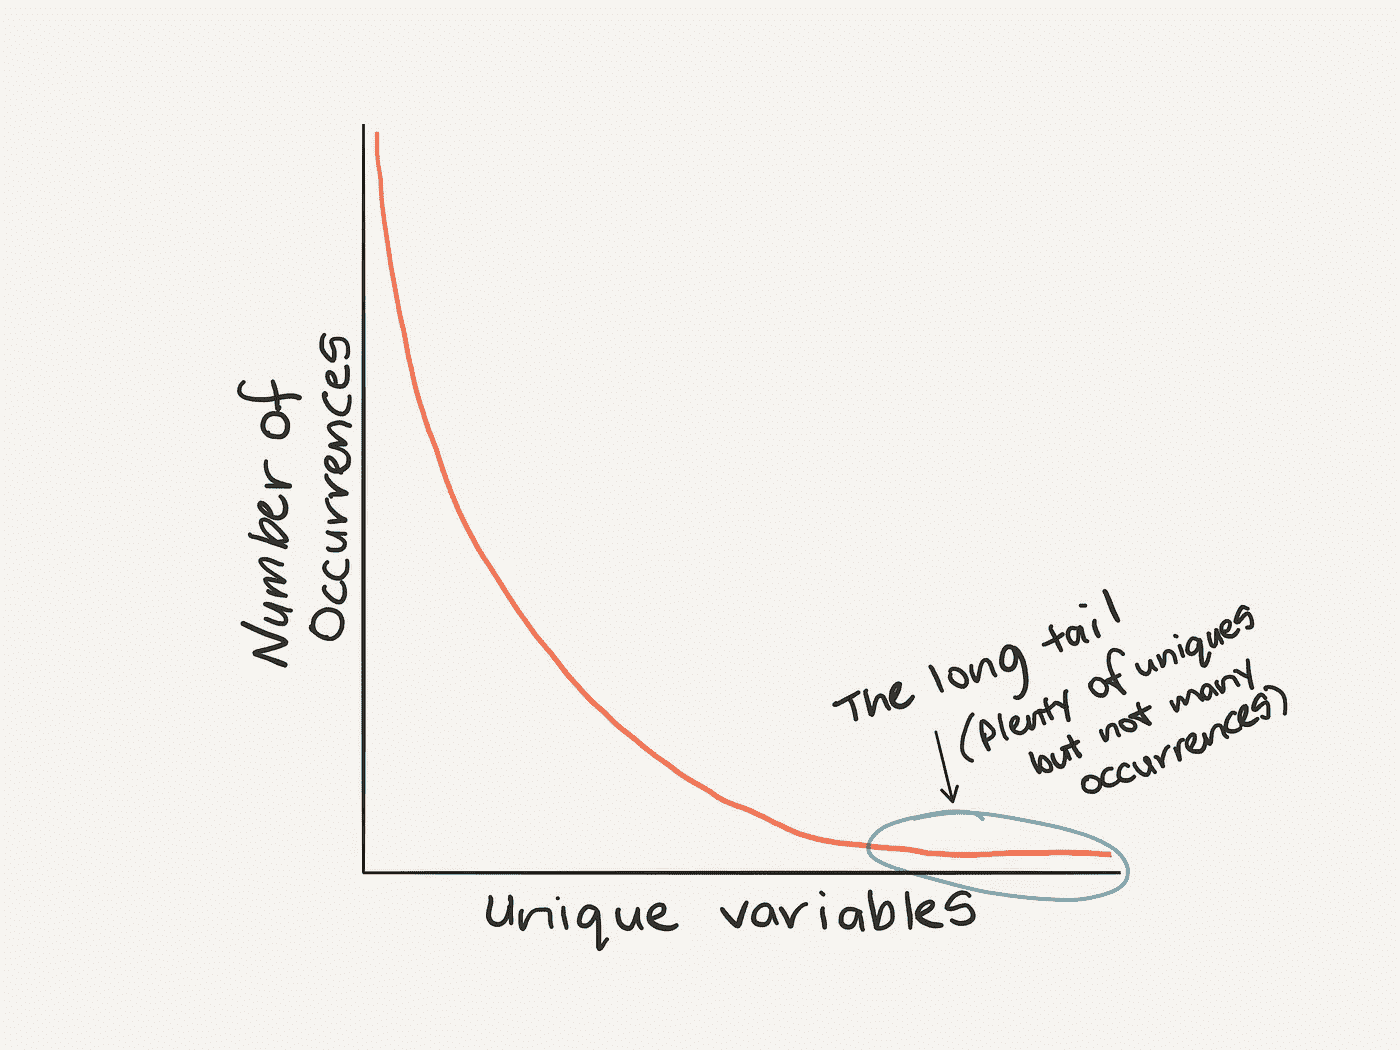 Number of
Occurrences
The long tail
(Plenty of uniques
but not many
occurrences)
Unique variables